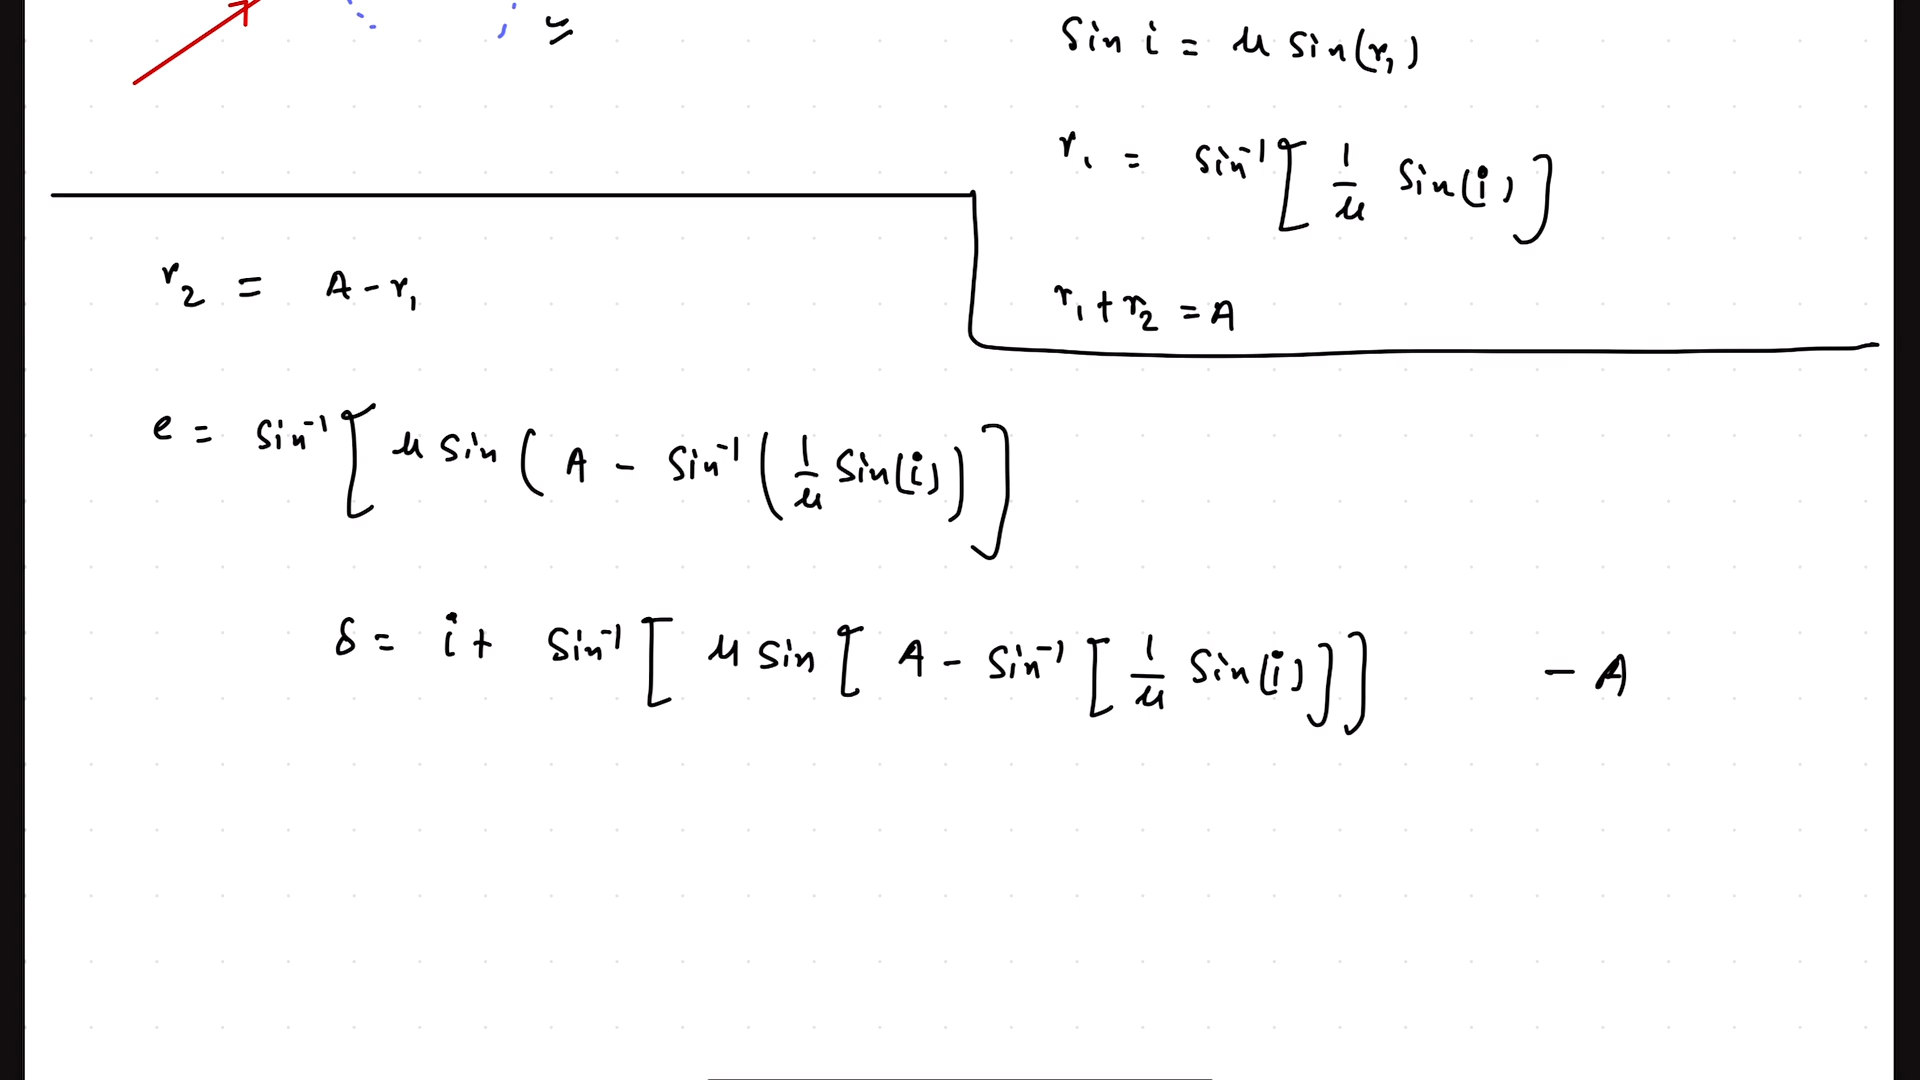 Sin i = μ Sin(r₁)
r₁ = Sin⁻¹[ 1/μ Sin(i) ]
r₁ + r₂ = A
r₂ = A - r₁
e = Sin⁻¹[ μ Sin ( A - Sin⁻¹ ( 1/μ Sin(i) ) ]
δ = i + Sin⁻¹ [ μ Sin [ A - Sin⁻¹ [ 1/μ Sin(i) ] ] - A